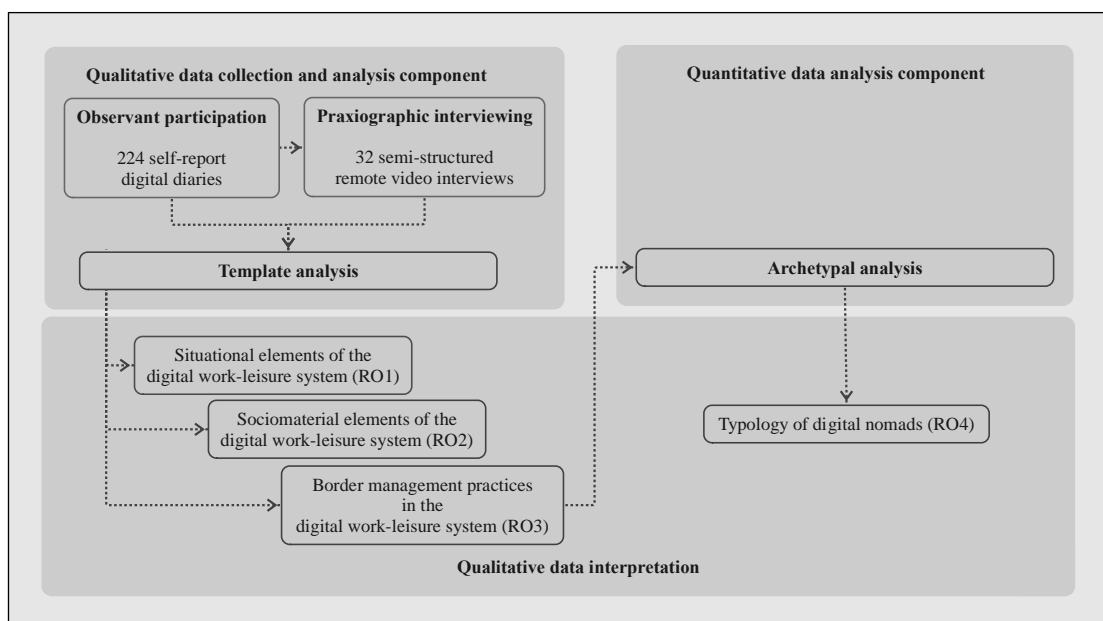 Qualitative data collection and analysis component
Observant participation
224 self-report
digital diaries
Praxiographic interviewing
32 semi-structured
remote video interviews
Template analysis
Quantitative data analysis component
Archetypal analysis
Situational elements of the
digital work-leisure system (RO1)
Sociomaterial elements of the
digital work-leisure system (RO2)
Border management practices
in the
digital work-leisure system (RO3)
Typology of digital nomads (RO4)
Qualitative data interpretation